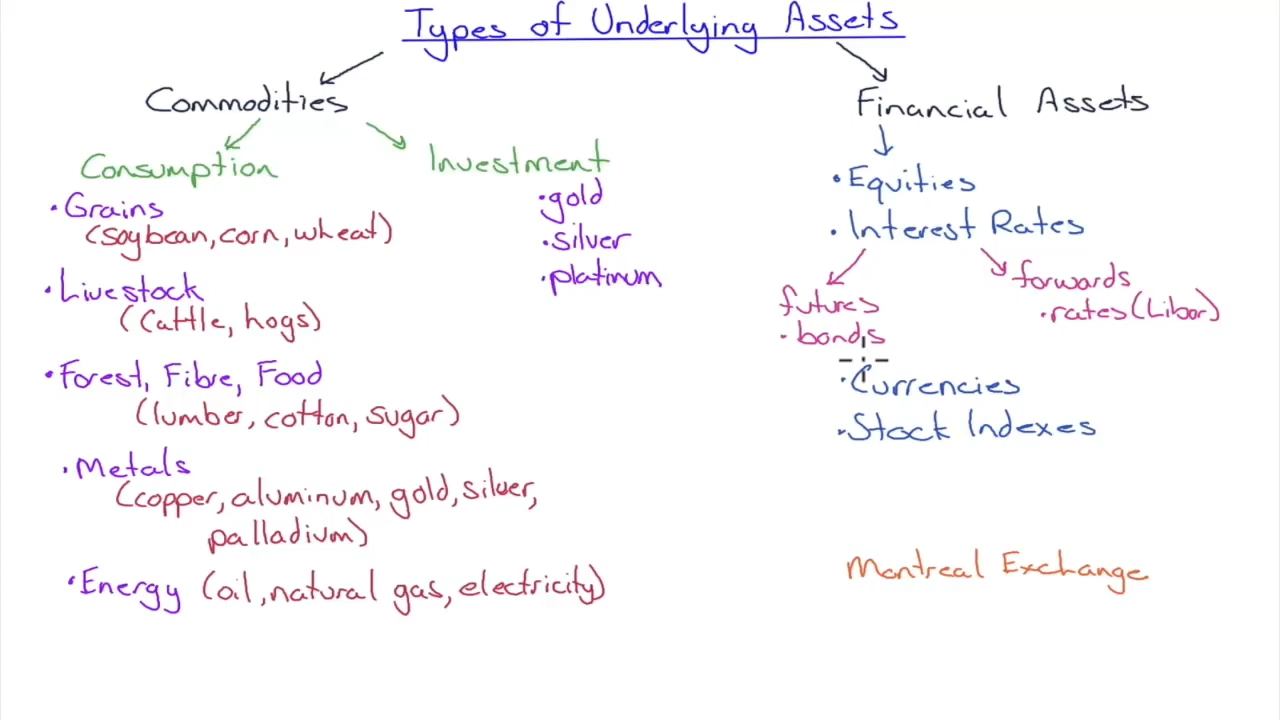 Types of Underlying Assets
Commodities
Consumption
• Grains
(soybean, corn, wheat)
• Livestock
(Cattle, hogs)
• Forest, Fibre, Food
(lumber, cotton, sugar)
• Metals
(copper, aluminum, gold, silver,
palladium)
• Energy (oil, natural gas, electricity)
Investment
• gold
• silver
• platinum
Financial Assets
• Equities
• Interest Rates
futures
• bonds
forwards
• rates (Libor)
• Currencies
• Stock Indexes
Montreal Exchange